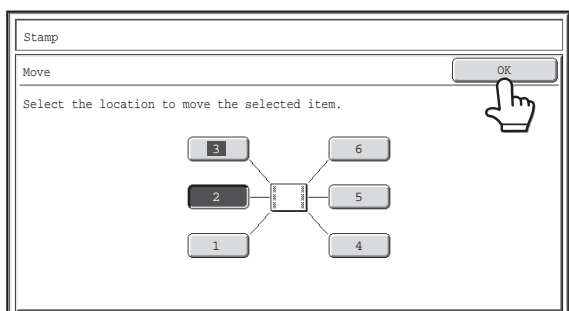 Stamp
Move
OK
Select the location to move the selected item.
3 6
2 5
1 4